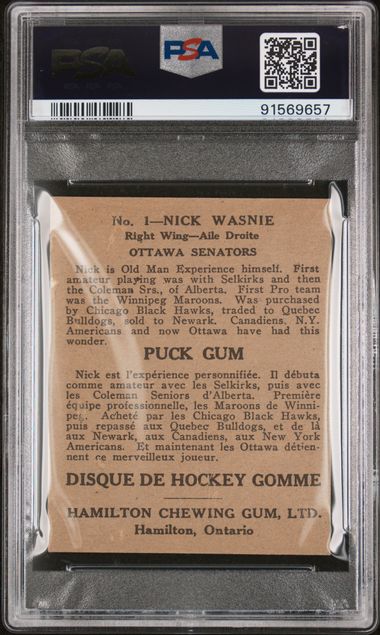 PSA
PSA
91569657
No. 1—NICK WASNIE
Right Wing—Aile Droite
OTTAWA SENATORS
Nick is Old Man Experience himself. First
amateur playing was with Selkirks and then
the Coleman Srs., of Alberta. First Pro team
was the Winnipeg Maroons. Was purchased
by Chicago Black Hawks, traded to Quebec
Bulldogs, sold to Newark. Canadiens. N.Y.
Americans and now Ottawa have had this
wonder.
PUCK GUM
Nick est l'expérience personnifiée. Il débuta
comme amateur avec les Selkirks, puis avec
les Coleman Seniors d'Alberta. Première
équipe professionnelle, les Maroons de Winni-
peg. Acheté par les Chicago Black Hawks,
puis repassé aux Quebec Bulldogs, et de là
aux Newark, aux Canadiens, aux New York
Americans. Et maintenant les Ottawa détien-
nent ce merveilleux joueur.
DISQUE DE HOCKEY GOMME
HAMILTON CHEWING GUM, LTD.
Hamilton, Ontario